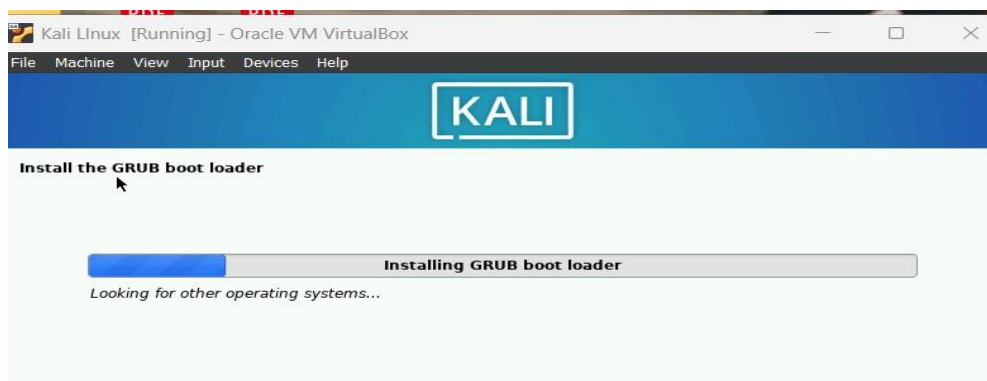 Kali LInux [Running] - Oracle VM VirtualBox
File Machine View Input Devices Help
KALI
Install the GRUB boot loader
Installing GRUB boot loader
Looking for other operating systems...